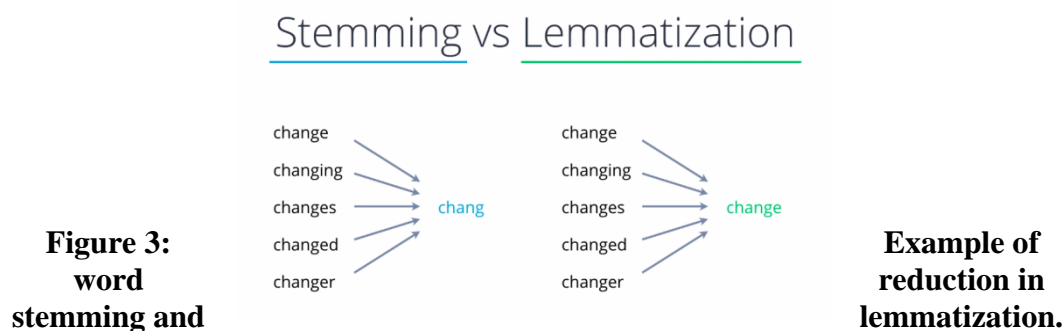 Stemming vs Lemmatization
change
changing
changes
changed
changer
chang
change
changing
changes
changed
changer
change
Figure 3: Example of
word reduction in
stemming and lemmatization.